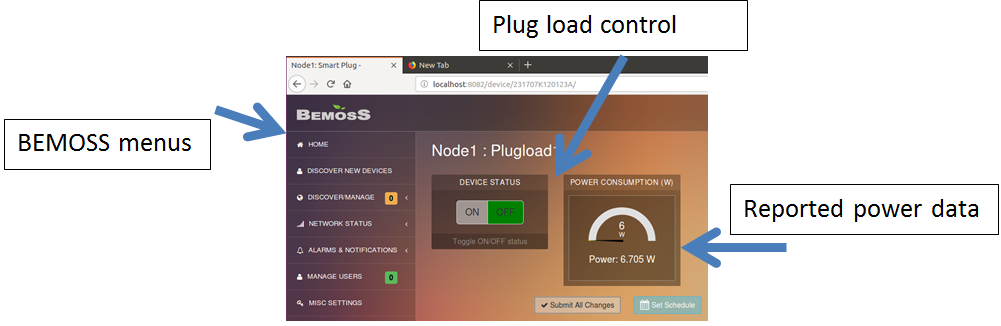 Plug load control
BEMOSS menus
Reported power data
Node1: Smart Plug -
New Tab
localhost:8082/device/231707K120123A/
BEMOSS
HOME
DISCOVER NEW DEVICES
DISCOVER/MANAGE 0
NETWORK STATUS
ALARMS & NOTIFICATIONS
MANAGE USERS 0
MISC SETTINGS
Node1 : Plugload1
DEVICE STATUS
ON OFF
Toggle ON/OFF status
POWER CONSUMPTION (W)
6
W
Power: 6.705 W
Submit All Changes
Set Schedule